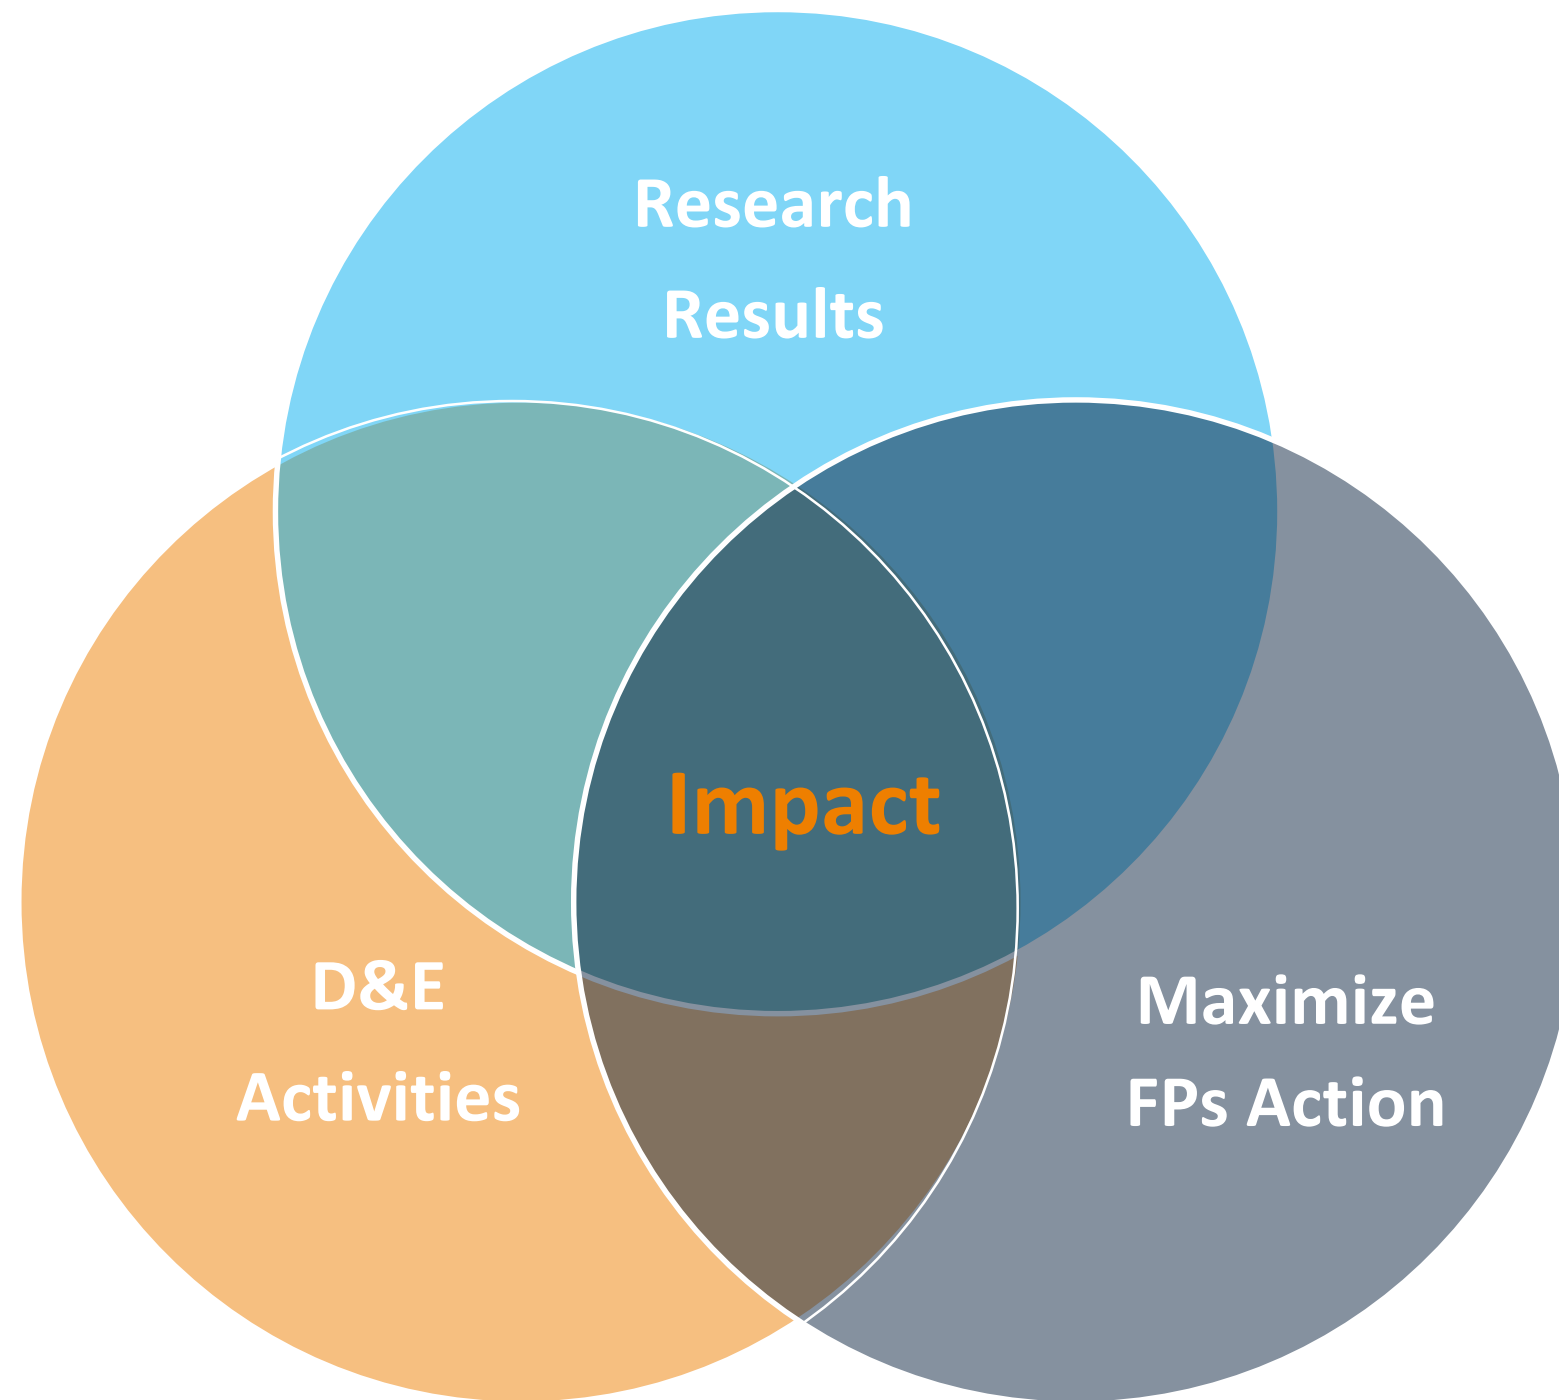 Research
Results
Impact
D&E
Activities
Maximize
FPs Action